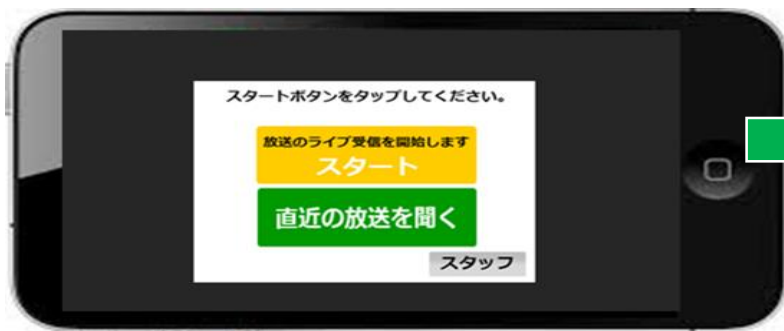 スタートボタンをタップしてください。
放送のライブ受信を開始します
スタート
直近の放送を聞く
スタッフ